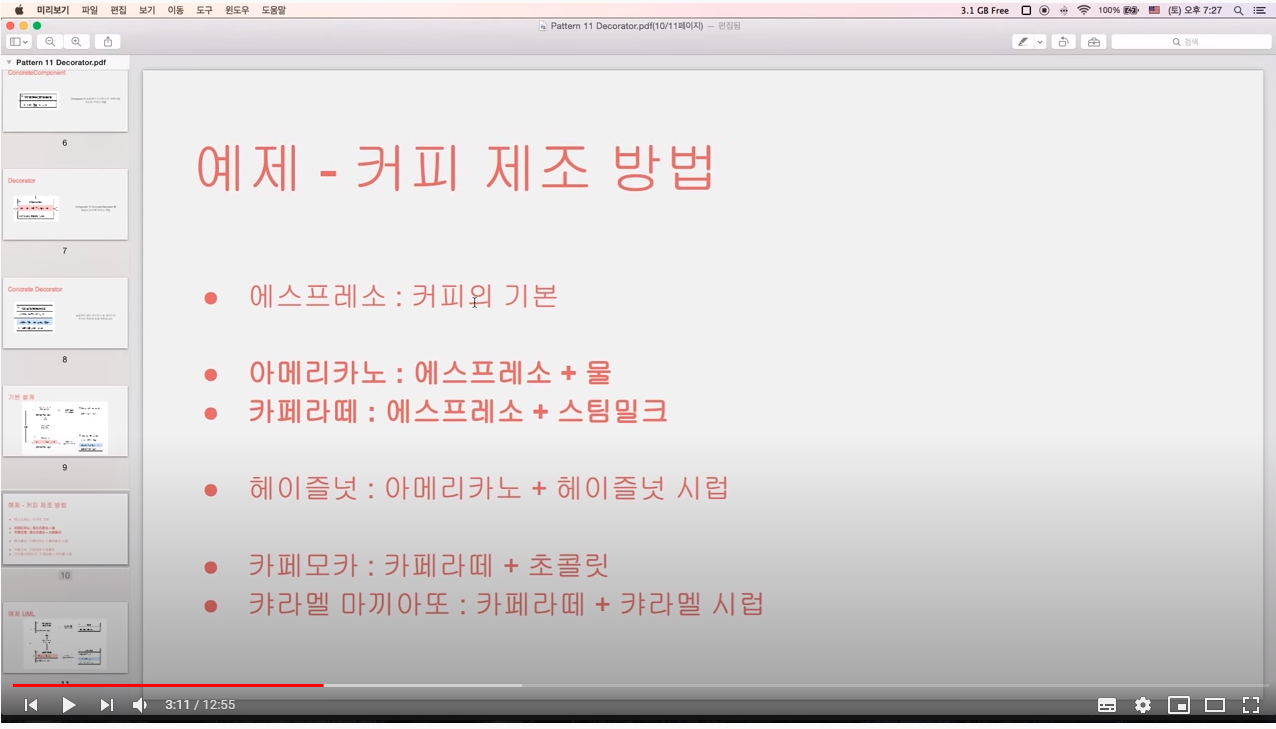 미리보기 파일 편집 보기 이동 도구 윈도우 도움말 3.1 GB Free 100% (토) 오후 7:27
Pattern 11 Decorator.pdf(10/11페이지) — 편집됨
검색
Pattern 11 Decorator.pdf
ConcreteComponent
6
Decorator
7
Concrete Decorator
8
기본 설계
9
예제 - 커피 제조 방법
10
예제 UML
11
예제 - 커피 제조 방법
에스프레소 : 커피의 기본
아메리카노 : 에스프레소 + 물
카페라떼 : 에스프레소 + 스팀밀크
헤이즐넛 : 아메리카노 + 헤이즐넛 시럽
카페모카 : 카페라떼 + 초콜릿
캬라멜 마끼아또 : 카페라떼 + 캬라멜 시럽
3:11 / 12:55